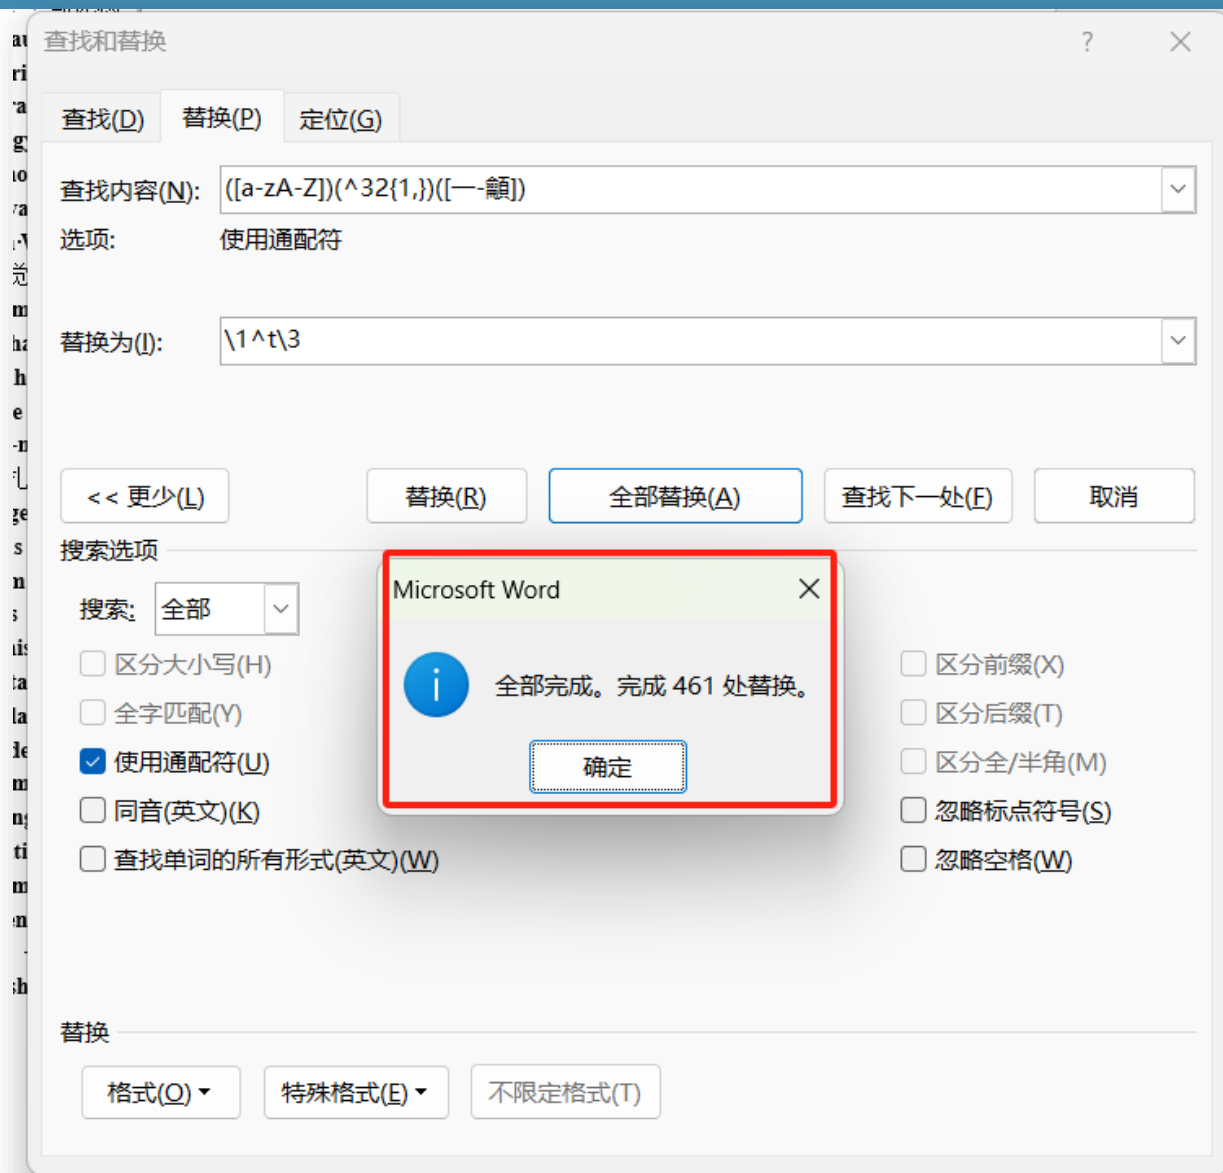 查找和替换
查找(D) 替换(P) 定位(G)
查找内容(N): ([a-zA-Z])(^32{1,})([一-龥])
选项: 使用通配符
替换为(I): \1^t\3
<< 更少(L) 替换(R) 全部替换(A) 查找下一处(F) 取消
搜索选项
Microsoft Word
搜索: 全部
区分大小写(H) 区分前缀(X)
全部完成。完成 461 处替换。
全字匹配(Y) 区分后缀(T)
使用通配符(U) 区分全/半角(M)
确定
同音(英文)(K) 忽略标点符号(S)
查找单词的所有形式(英文)(W) 忽略空格(W)
替换
格式(O) 特殊格式(E) 不限定格式(T)